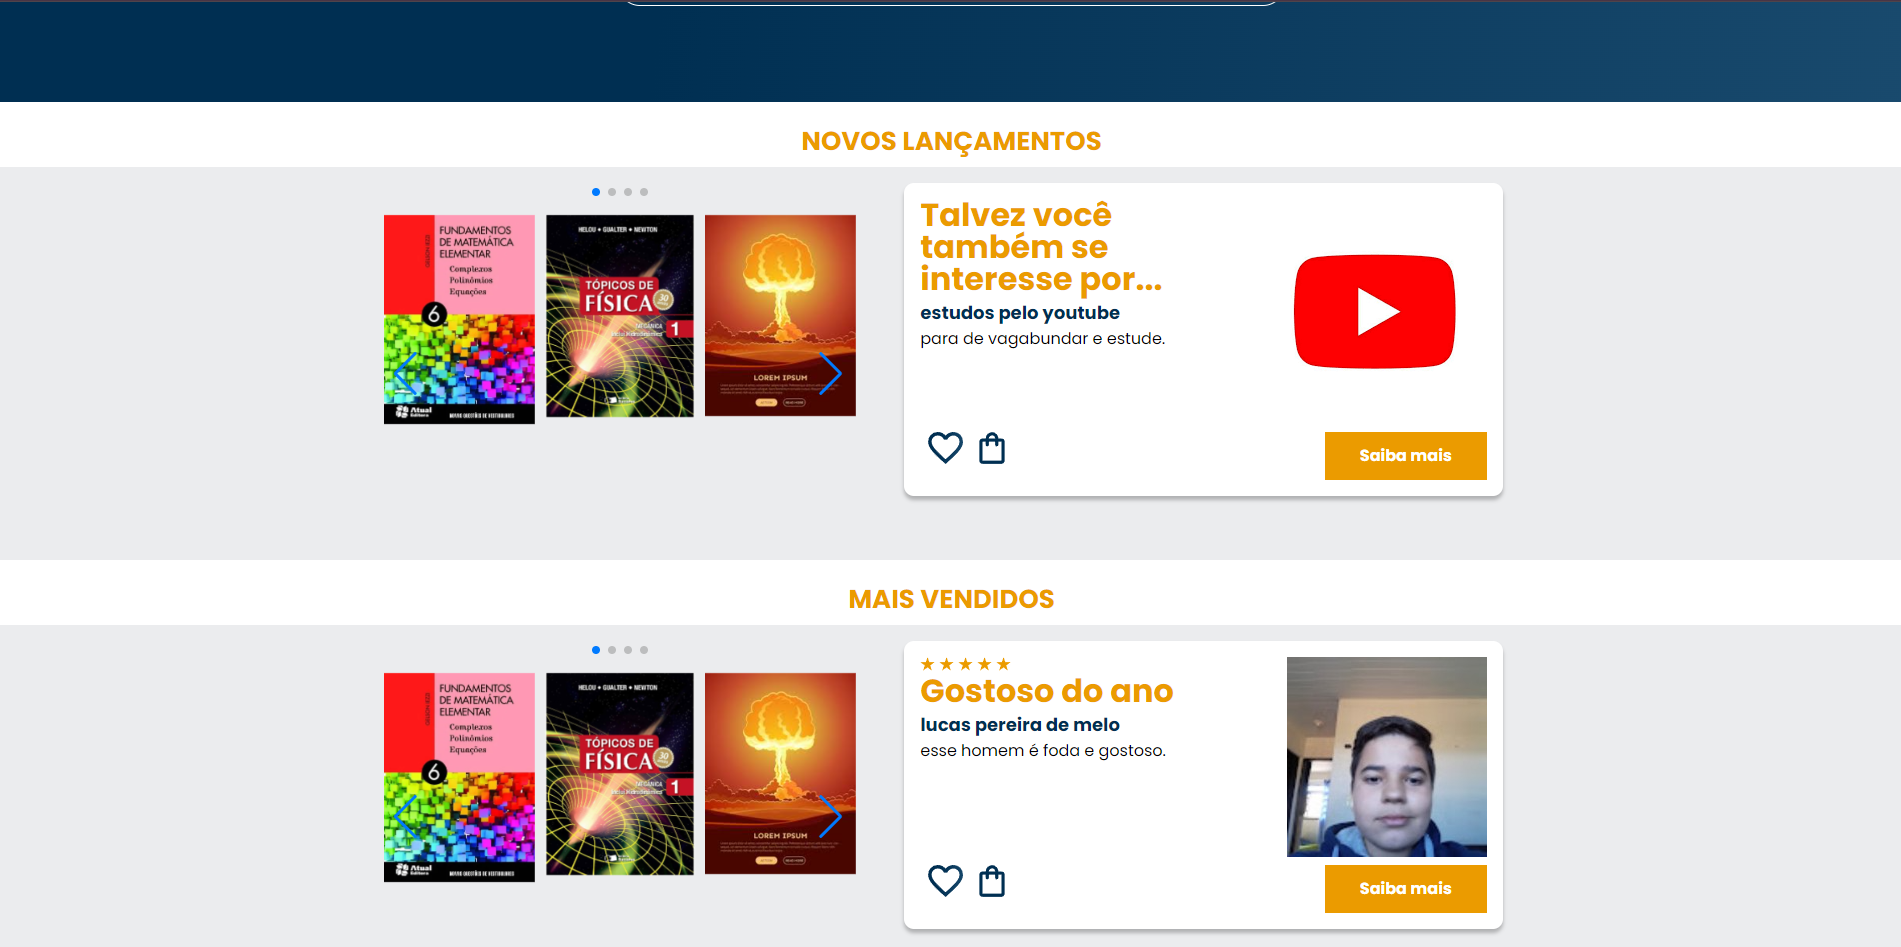 NOVOS LANÇAMENTOS
FUNDAMENTOS
DE MATEMÁTICA
ELEMENTAR
Complexos
Polinômios
Equações
6
Atual
Editora
HELOU • GUALTER • NEWTON
TÓPICOS DE
FÍSICA
30
1
LOREM IPSUM
Talvez você
também se
interesse por...
estudos pelo youtube
para de vagabundar e estude.
Saiba mais
MAIS VENDIDOS
FUNDAMENTOS
DE MATEMÁTICA
ELEMENTAR
Complexos
Polinômios
Equações
6
Atual
Editora
HELOU • GUALTER • NEWTON
TÓPICOS DE
FÍSICA
30
1
LOREM IPSUM
Gostoso do ano
lucas pereira de melo
esse homem é foda e gostoso.
Saiba mais